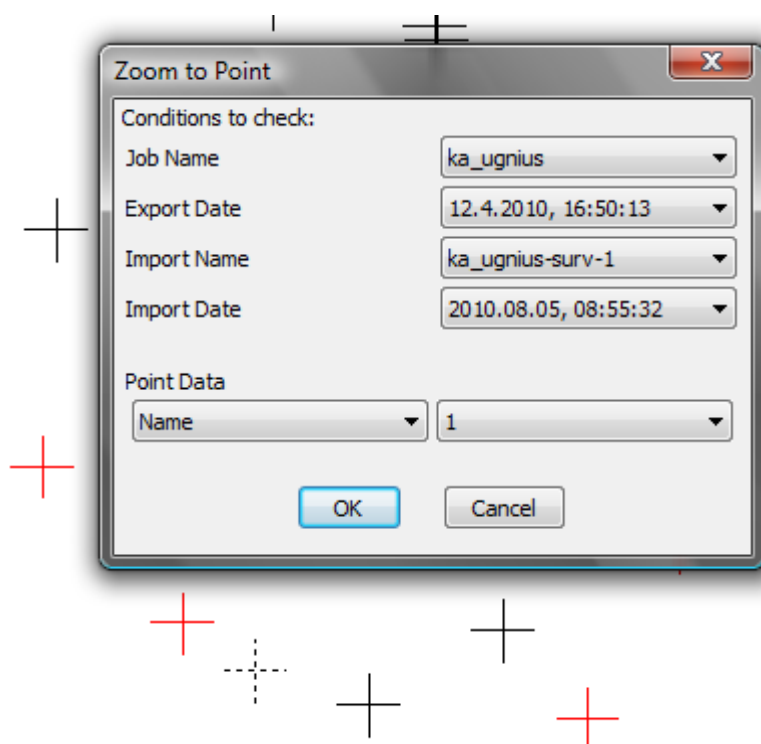 Zoom to Point
Conditions to check:
Job Name ka_ugnius
Export Date 12.4.2010, 16:50:13
Import Name ka_ugnius-surv-1
Import Date 2010.08.05, 08:55:32
Point Data
Name 1
OK Cancel